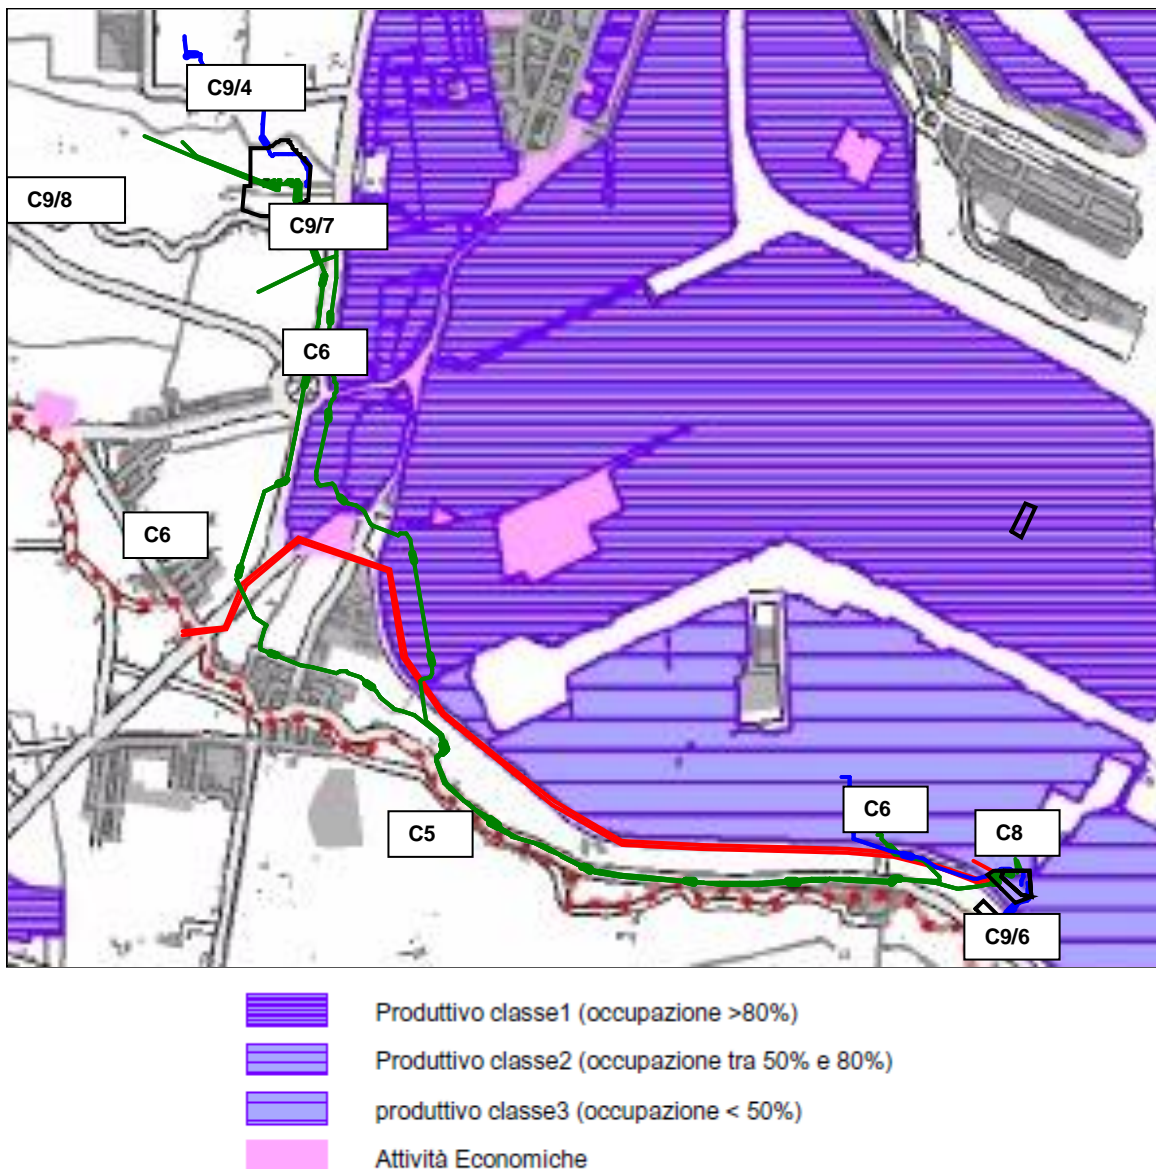 C9/4
C9/8
C9/7
C6
C6
C6
C5
C8
C9/6
Produttivo classe1 (occupazione >80%)
Produttivo classe2 (occupazione tra 50% e 80%)
produttivo classe3 (occupazione < 50%)
Attività Economiche